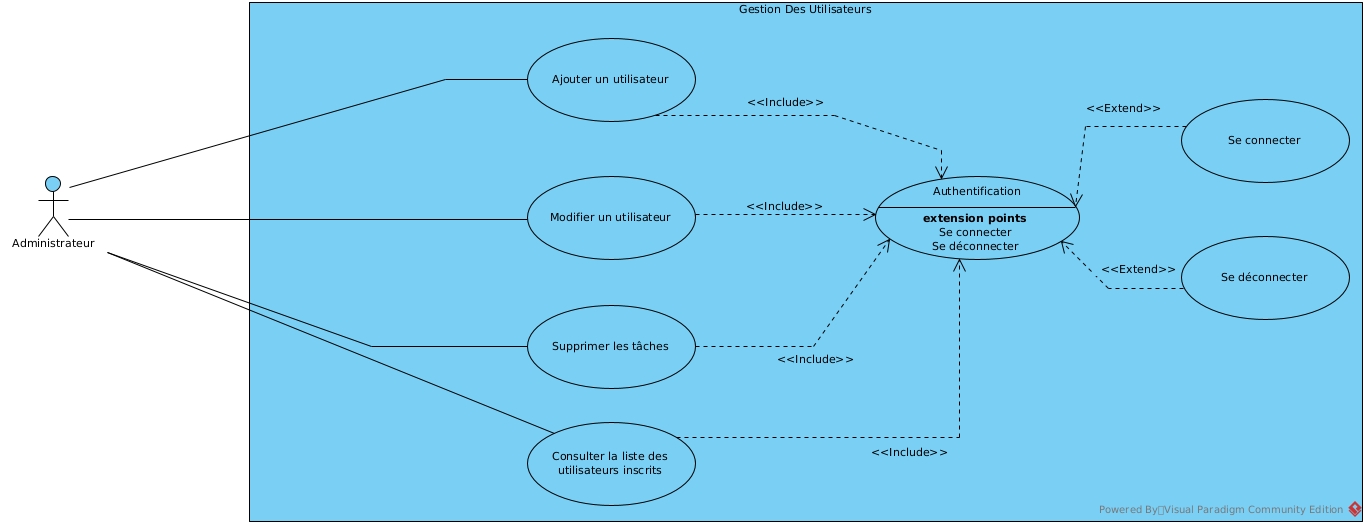 Gestion Des Utilisateurs
Ajouter un utilisateur
<<Include>>
<<Extend>>
Se connecter
Administrateur
Modifier un utilisateur
<<Include>>
Authentification
extension points
Se connecter
Se déconnecter
<<Extend>>
Se déconnecter
Supprimer les tâches
<<Include>>
Consulter la liste des
utilisateurs inscrits
<<Include>>
Powered By Visual Paradigm Community Edition